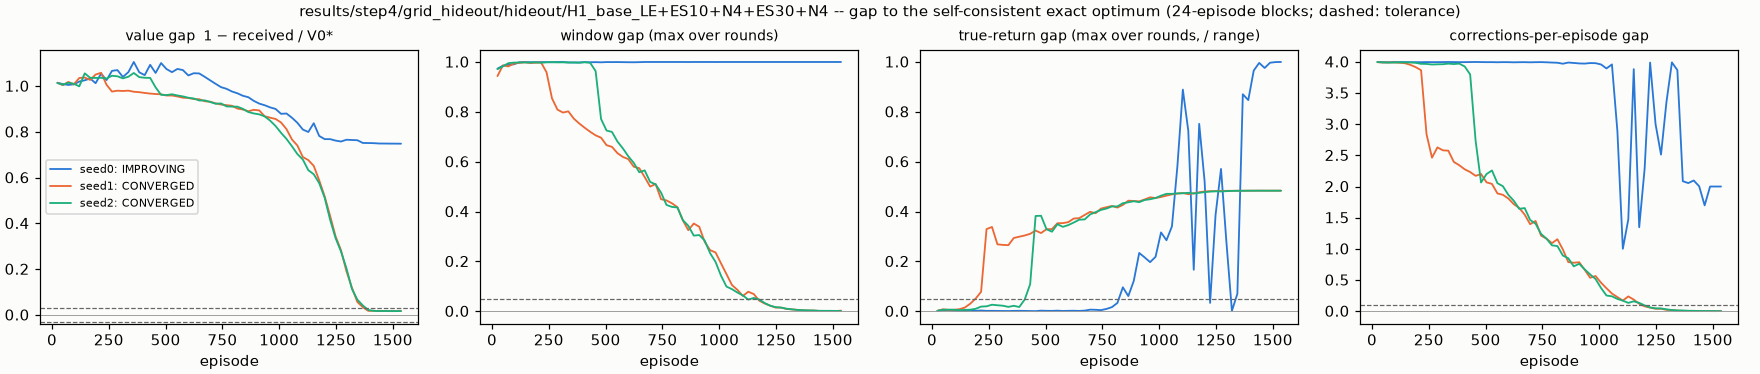 results/step4/grid_hideout/hideout/H1_base_LE+ES10+N4+ES30+N4 -- gap to the self-consistent exact optimum (24-episode blocks; dashed: tolerance)
value gap 1 − received / V0*
1.0
0.8
0.6
0.4
0.2
0.0
seed0: IMPROVING
seed1: CONVERGED
seed2: CONVERGED
0 250 500 750 1000 1250 1500
episode
window gap (max over rounds)
1.0
0.8
0.6
0.4
0.2
0.0
0 250 500 750 1000 1250 1500
episode
true-return gap (max over rounds, / range)
1.0
0.8
0.6
0.4
0.2
0.0
0 250 500 750 1000 1250 1500
episode
corrections-per-episode gap
4.0
3.5
3.0
2.5
2.0
1.5
1.0
0.5
0.0
0 250 500 750 1000 1250 1500
episode